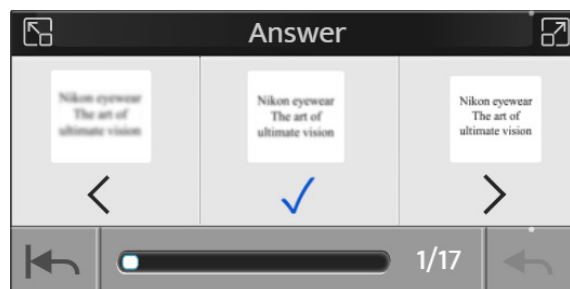 Answer
Nikon eyewear
The art of
ultimate vision
Nikon eyewear
The art of
ultimate vision
Nikon eyewear
The art of
ultimate vision
1/17